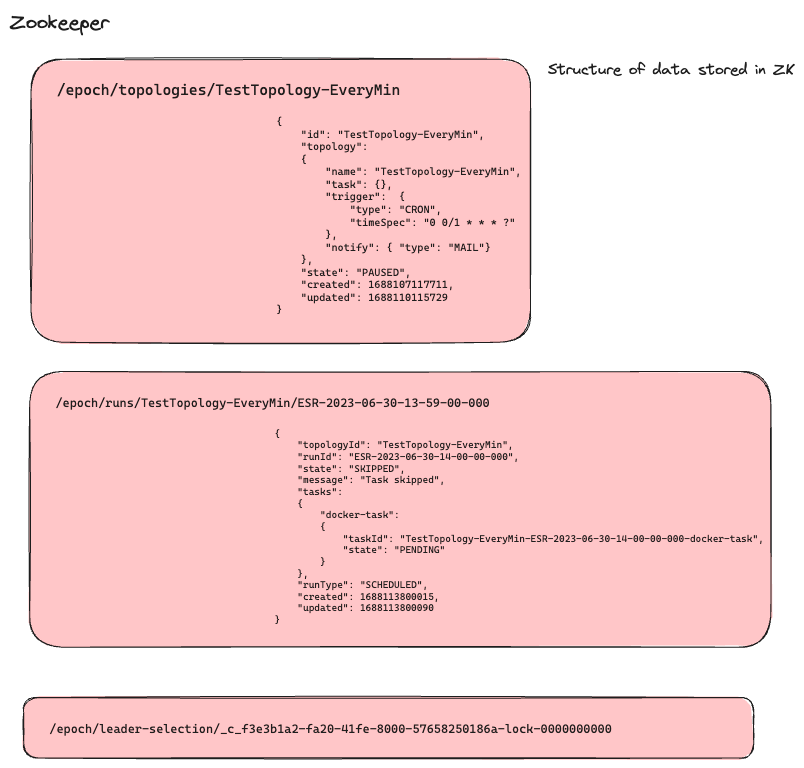 Zookeeper
Structure of data stored in ZK
/epoch/topologies/TestTopology-EveryMin
{
    "id": "TestTopology-EveryMin",
    "topology":
    {
        "name": "TestTopology-EveryMin",
        "task": {},
        "trigger":  {
            "type": "CRON",
            "timeSpec": "0 0/1 * * * ?"
        },
        "notify": { "type": "MAIL"}
    },
    "state": "PAUSED",
    "created": 1688107117711,
    "updated": 1688110115729
}
/epoch/runs/TestTopology-EveryMin/ESR-2023-06-30-13-59-00-000
{
    "topologyId": "TestTopology-EveryMin",
    "runId": "ESR-2023-06-30-14-00-00-000",
    "state": "SKIPPED",
    "message": "Task skipped",
    "tasks":
    {
        "docker-task":
        {
            "taskId": "TestTopology-EveryMin-ESR-2023-06-30-14-00-00-000-docker-task",
            "state": "PENDING"
        }
    },
    "runType": "SCHEDULED",
    "created": 1688113800015,
    "updated": 1688113800090
}
/epoch/leader-selection/_c_f3e3b1a2-fa20-41fe-8000-57658250186a-lock-0000000000